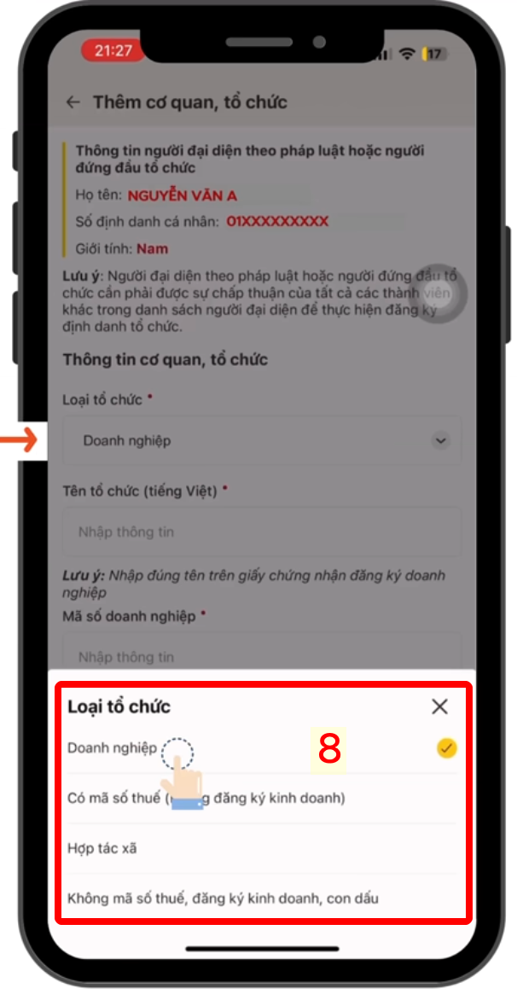 21:27
17
Thêm cơ quan, tổ chức
Thông tin người đại diện theo pháp luật hoặc người
đứng đầu tổ chức
Họ tên: NGUYỄN VĂN A
Số định danh cá nhân: 01XXXXXXXXX
Giới tính: Nam
Lưu ý: Người đại diện theo pháp luật hoặc người đứng đầu tổ
chức cần phải được sự chấp thuận của tất cả các thành viên
khác trong danh sách người đại diện để thực hiện đăng ký
định danh tổ chức.
Thông tin cơ quan, tổ chức
Loại tổ chức *
Doanh nghiệp
Tên tổ chức (tiếng Việt) *
Nhập thông tin
Lưu ý: Nhập đúng tên trên giấy chứng nhận đăng ký doanh
nghiệp
Mã số doanh nghiệp *
Nhập thông tin
Loại tổ chức
Doanh nghiệp
8
Có mã số thuế ( đăng ký kinh doanh)
Hợp tác xã
Không mã số thuế, đăng ký kinh doanh, con dấu